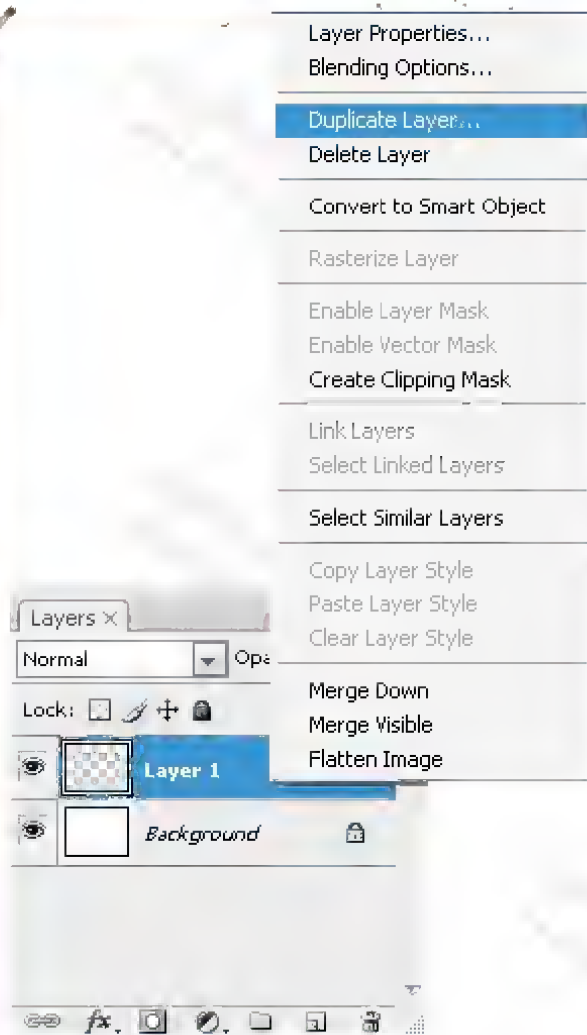 Layer Properties...
Blending Options...
Duplicate Layer...
Delete Layer
Convert to Smart Object
Rasterize Layer
Enable Layer Mask
Enable Vector Mask
Create Clipping Mask
Link Layers
Select Linked Layers
Select Similar Layers
Copy Layer Style
Paste Layer Style
Clear Layer Style
Merge Down
Merge Visible
Flatten Image
Layers ×
Normal Opa
Lock:
Layer 1
Background
fx.